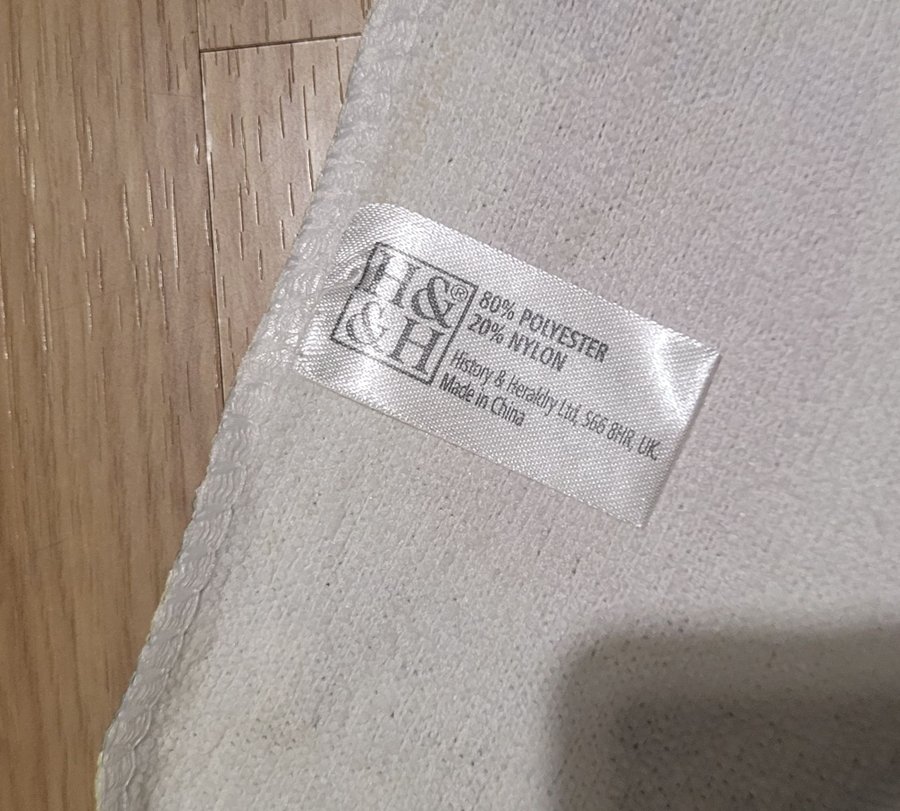 H&®
&H
80% POLYESTER
20% NYLON
History & Heraldry Ltd, S66 8HR, UK.
Made in China